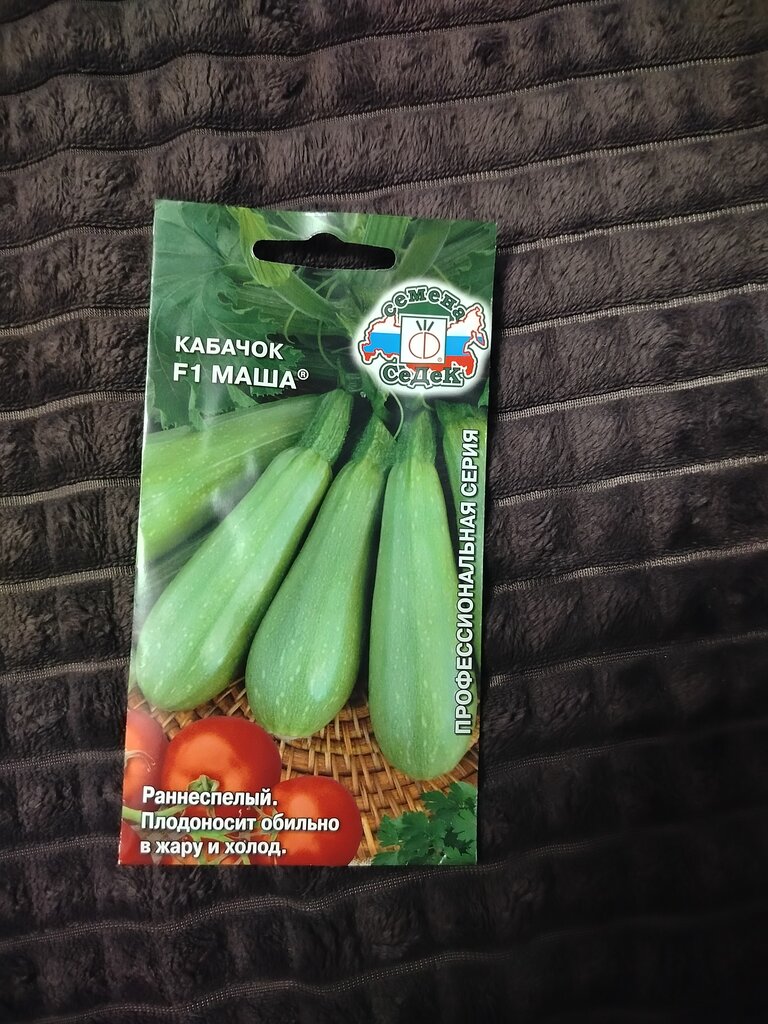 семена
СеДеК
КАБАЧОК
F1 МАША®
ПРОФЕССИОНАЛЬНАЯ СЕРИЯ
Раннеспелый.
Плодоносит обильно
в жару и холод.